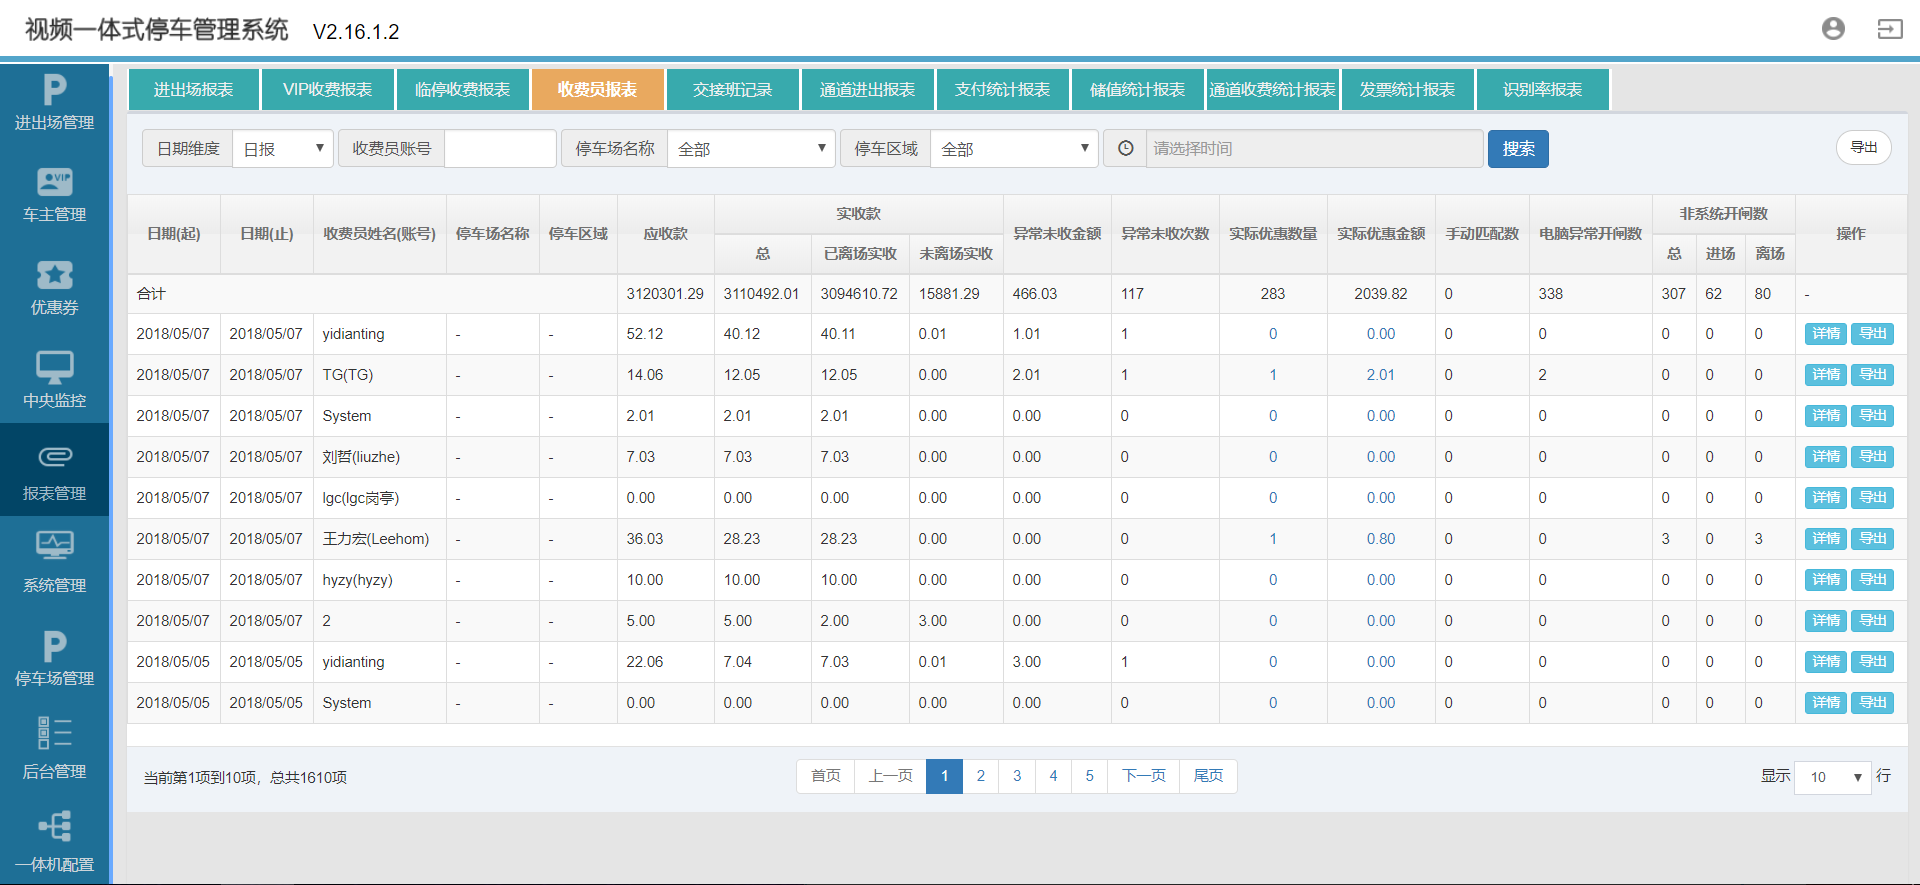 视频一体式停车管理系统 V2.16.1.2
进出场管理
车主管理
优惠券
中央监控
报表管理
系统管理
停车场管理
后台管理
一体机配置
进出场报表 VIP收费报表 临停收费报表 收费员报表 交接班记录 通道进出报表 支付统计报表 储值统计报表 通道收费统计报表 发票统计报表 识别率报表
日期维度 日报 收费员账号 停车场名称 全部 停车区域 全部 请选择时间 搜索 导出
日期(起) 日期(止) 收费员姓名(账号) 停车场名称 停车区域 应收款 实收款 异常未收金额 异常未收次数 实际优惠数量 实际优惠金额 手动匹配数 电脑异常开闸数 非系统开闸数 操作
总 已离场实收 未离场实收 总 进场 离场
合计 3120301.29 3110492.01 3094610.72 15881.29 466.03 117 283 2039.82 0 338 307 62 80 -
2018/05/07 2018/05/07 yidianting - - 52.12 40.12 40.11 0.01 1.01 1 0 0.00 0 0 0 0 0 详情 导出
2018/05/07 2018/05/07 TG(TG) - - 14.06 12.05 12.05 0.00 2.01 1 1 2.01 0 2 0 0 0 详情 导出
2018/05/07 2018/05/07 System - - 2.01 2.01 2.01 0.00 0.00 0 0 0.00 0 0 0 0 0 详情 导出
2018/05/07 2018/05/07 刘哲(liuzhe) - - 7.03 7.03 7.03 0.00 0.00 0 0 0.00 0 0 0 0 0 详情 导出
2018/05/07 2018/05/07 lgc(lgc岗亭) - - 0.00 0.00 0.00 0.00 0.00 0 0 0.00 0 0 0 0 0 详情 导出
2018/05/07 2018/05/07 王力宏(Leehom) - - 36.03 28.23 28.23 0.00 0.00 0 1 0.80 0 0 3 0 3 详情 导出
2018/05/07 2018/05/07 hyzy(hyzy) - - 10.00 10.00 10.00 0.00 0.00 0 0 0.00 0 0 0 0 0 详情 导出
2018/05/07 2018/05/07 2 - - 5.00 5.00 2.00 3.00 0.00 0 0 0.00 0 0 0 0 0 详情 导出
2018/05/05 2018/05/05 yidianting - - 22.06 7.04 7.03 0.01 3.00 1 0 0.00 0 0 0 0 0 详情 导出
2018/05/05 2018/05/05 System - - 0.00 0.00 0.00 0.00 0.00 0 0 0.00 0 0 0 0 0 详情 导出
当前第1项到10项，总共1610项 首页 上一页 1 2 3 4 5 下一页 尾页 显示 10 行